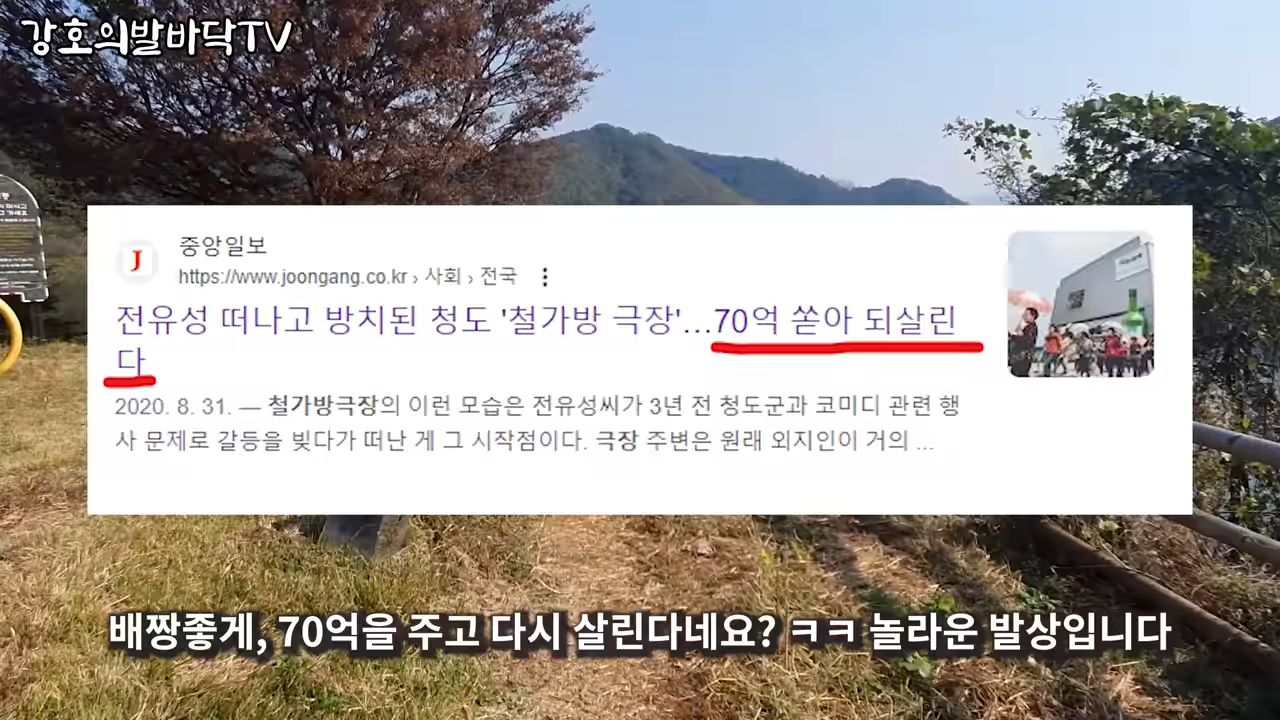 강호의발바닥TV
중앙일보
https://www.joongang.co.kr › 사회 › 전국
전유성 떠나고 방치된 청도 '철가방 극장'...70억 쏟아 되살린
다
2020. 8. 31. — 철가방극장의 이런 모습은 전유성씨가 3년 전 청도군과 코미디 관련 행
사 문제로 갈등을 빚다가 떠난 게 그 시작점이다. 극장 주변은 원래 외지인이 거의 ...
배짱좋게, 70억을 주고 다시 살린다네요? ㅋㅋ 놀라운 발상입니다